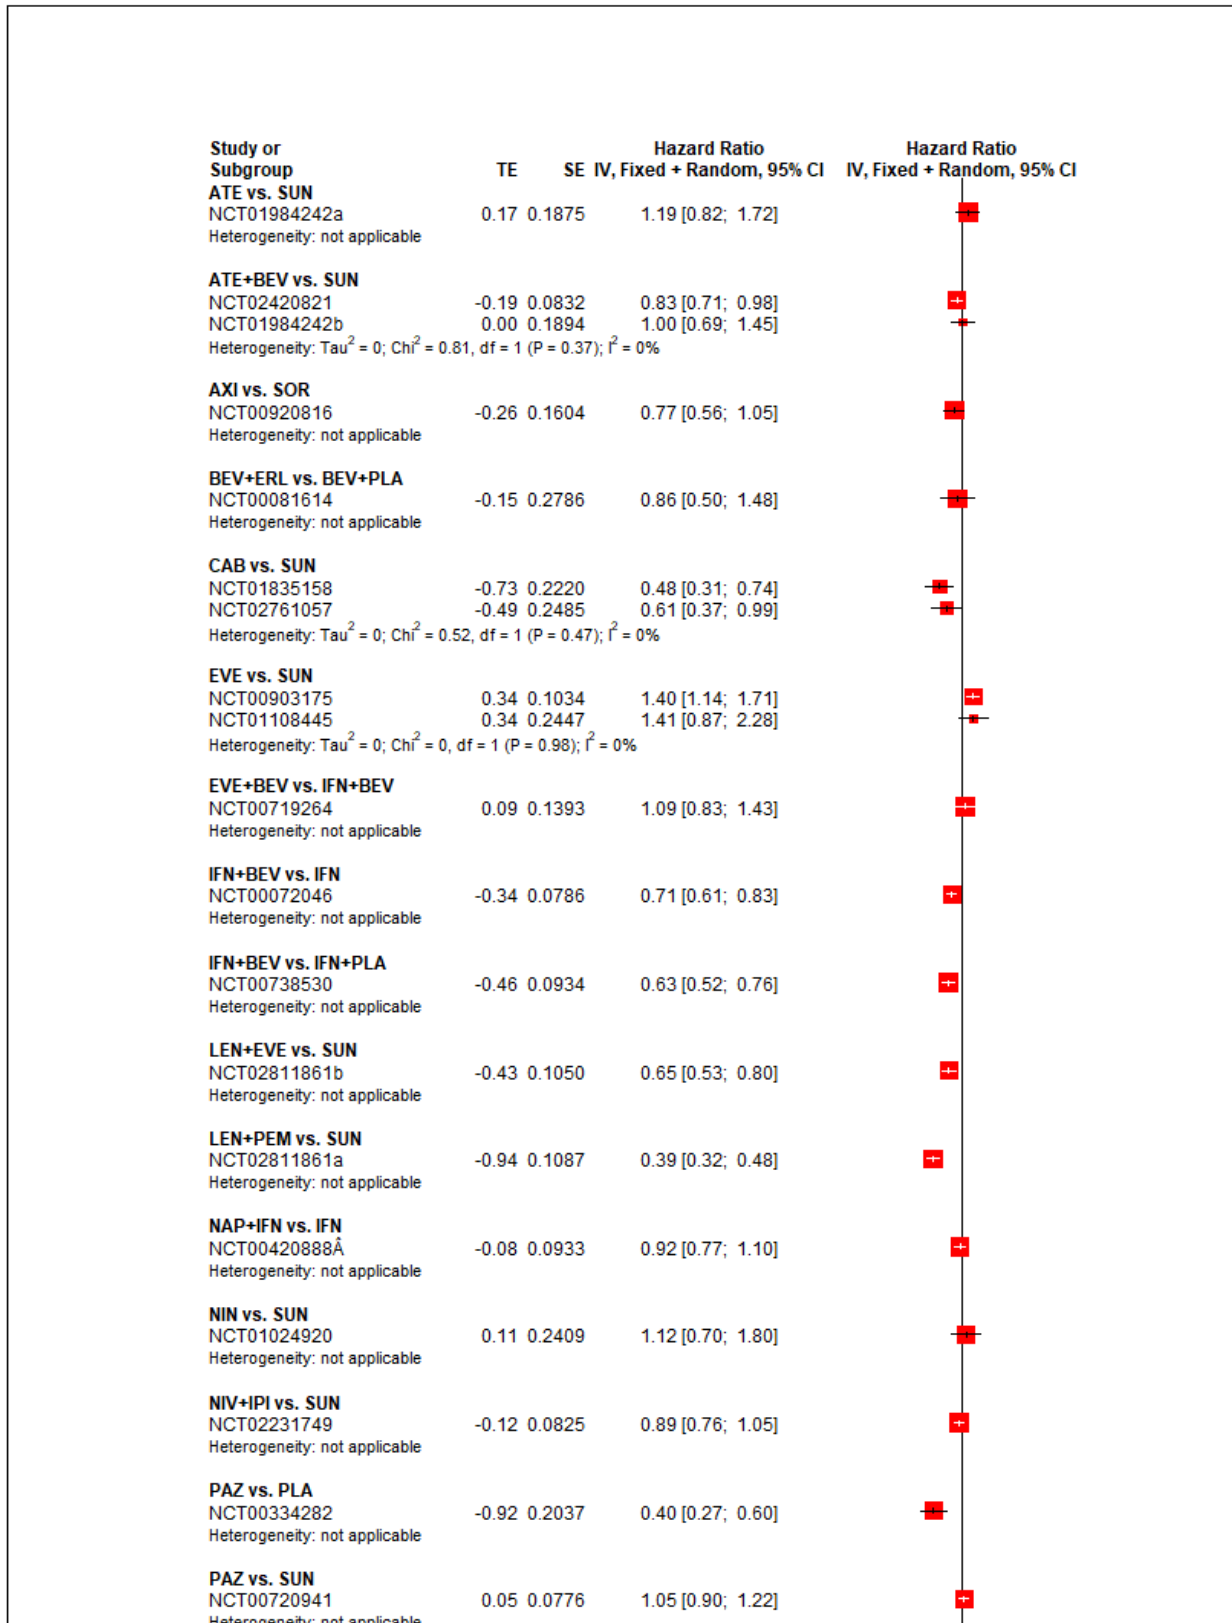 Study or Hazard Ratio Hazard Ratio
Subgroup TE SE IV, Fixed + Random, 95% CI IV, Fixed + Random, 95% CI
ATE vs. SUN
NCT01984242a 0.17 0.1875 1.19 [0.82; 1.72]
Heterogeneity: not applicable
ATE+BEV vs. SUN
NCT02420821 -0.19 0.0832 0.83 [0.71; 0.98]
NCT01984242b 0.00 0.1894 1.00 [0.69; 1.45]
Heterogeneity: Tau² = 0; Chi² = 0.81, df = 1 (P = 0.37); I² = 0%
AXI vs. SOR
NCT00920816 -0.26 0.1604 0.77 [0.56; 1.05]
Heterogeneity: not applicable
BEV+ERL vs. BEV+PLA
NCT00081614 -0.15 0.2786 0.86 [0.50; 1.48]
Heterogeneity: not applicable
CAB vs. SUN
NCT01835158 -0.73 0.2220 0.48 [0.31; 0.74]
NCT02761057 -0.49 0.2485 0.61 [0.37; 0.99]
Heterogeneity: Tau² = 0; Chi² = 0.52, df = 1 (P = 0.47); I² = 0%
EVE vs. SUN
NCT00903175 0.34 0.1034 1.40 [1.14; 1.71]
NCT01108445 0.34 0.2447 1.41 [0.87; 2.28]
Heterogeneity: Tau² = 0; Chi² = 0, df = 1 (P = 0.98); I² = 0%
EVE+BEV vs. IFN+BEV
NCT00719264 0.09 0.1393 1.09 [0.83; 1.43]
Heterogeneity: not applicable
IFN+BEV vs. IFN
NCT00072046 -0.34 0.0786 0.71 [0.61; 0.83]
Heterogeneity: not applicable
IFN+BEV vs. IFN+PLA
NCT00738530 -0.46 0.0934 0.63 [0.52; 0.76]
Heterogeneity: not applicable
LEN+EVE vs. SUN
NCT02811861b -0.43 0.1050 0.65 [0.53; 0.80]
Heterogeneity: not applicable
LEN+PEM vs. SUN
NCT02811861a -0.94 0.1087 0.39 [0.32; 0.48]
Heterogeneity: not applicable
NAP+IFN vs. IFN
NCT00420888Â -0.08 0.0933 0.92 [0.77; 1.10]
Heterogeneity: not applicable
NIN vs. SUN
NCT01024920 0.11 0.2409 1.12 [0.70; 1.80]
Heterogeneity: not applicable
NIV+IPI vs. SUN
NCT02231749 -0.12 0.0825 0.89 [0.76; 1.05]
Heterogeneity: not applicable
PAZ vs. PLA
NCT00334282 -0.92 0.2037 0.40 [0.27; 0.60]
Heterogeneity: not applicable
PAZ vs. SUN
NCT00720941 0.05 0.0776 1.05 [0.90; 1.22]
Heterogeneity: not applicable